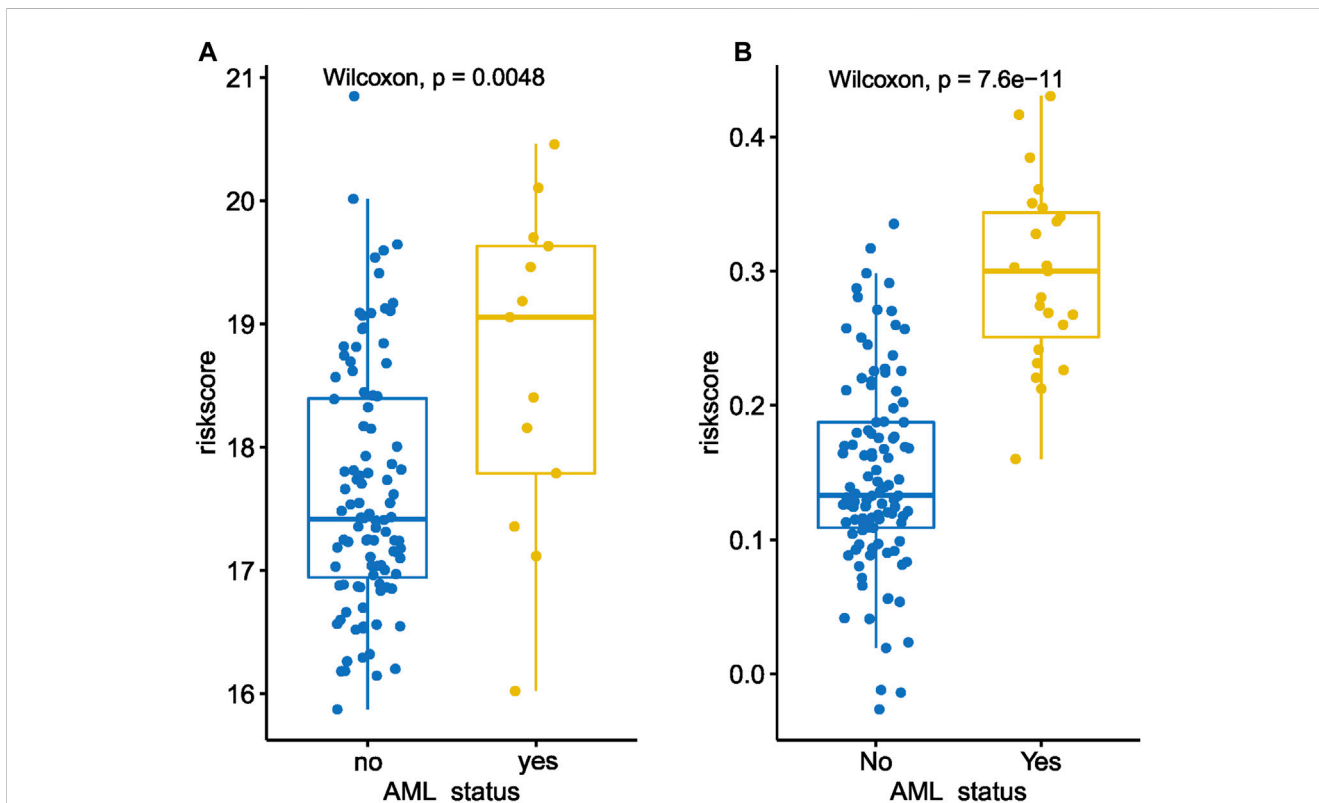 A
Wilcoxon, p = 0.0048
21
20
19
18
17
16
riskscore
no
yes
AML status
B
Wilcoxon, p = 7.6e−11
0.4
0.3
0.2
0.1
0.0
riskscore
No
Yes
AML status